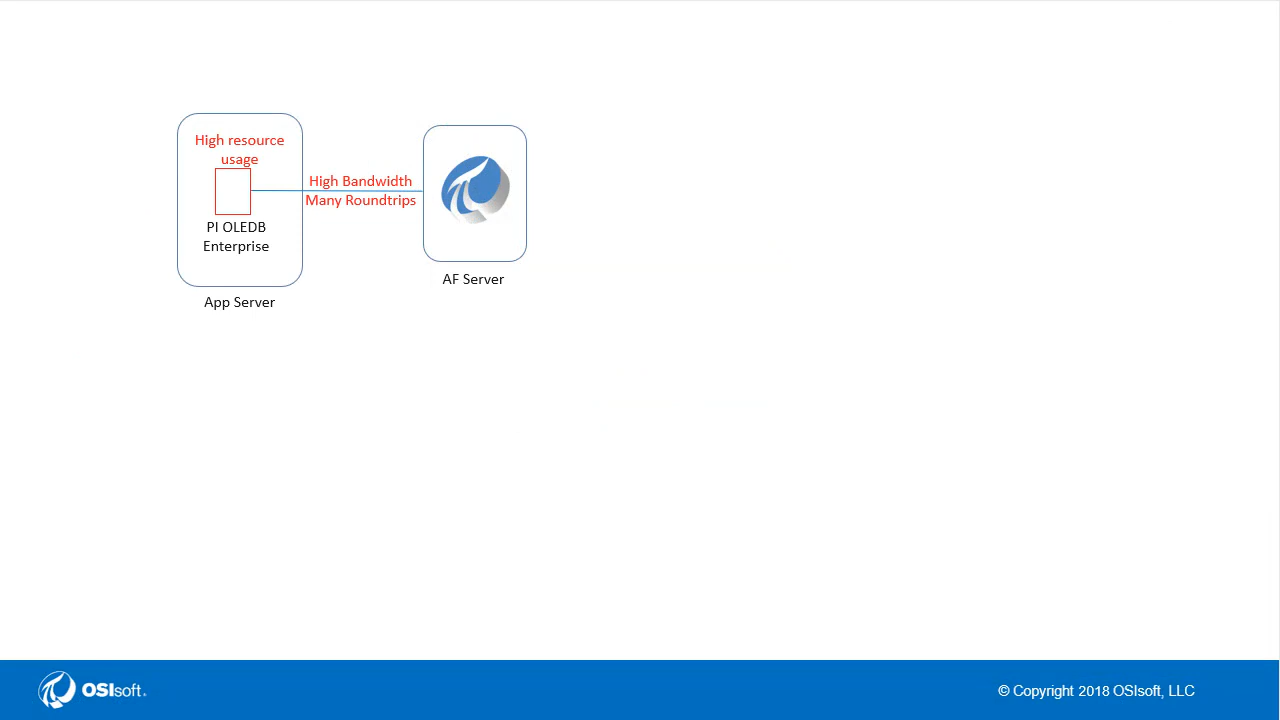 High resource
usage
High Bandwidth
Many Roundtrips
PI OLEDB
Enterprise
AF Server
App Server
OSIsoft.
© Copyright 2018 OSIsoft, LLC